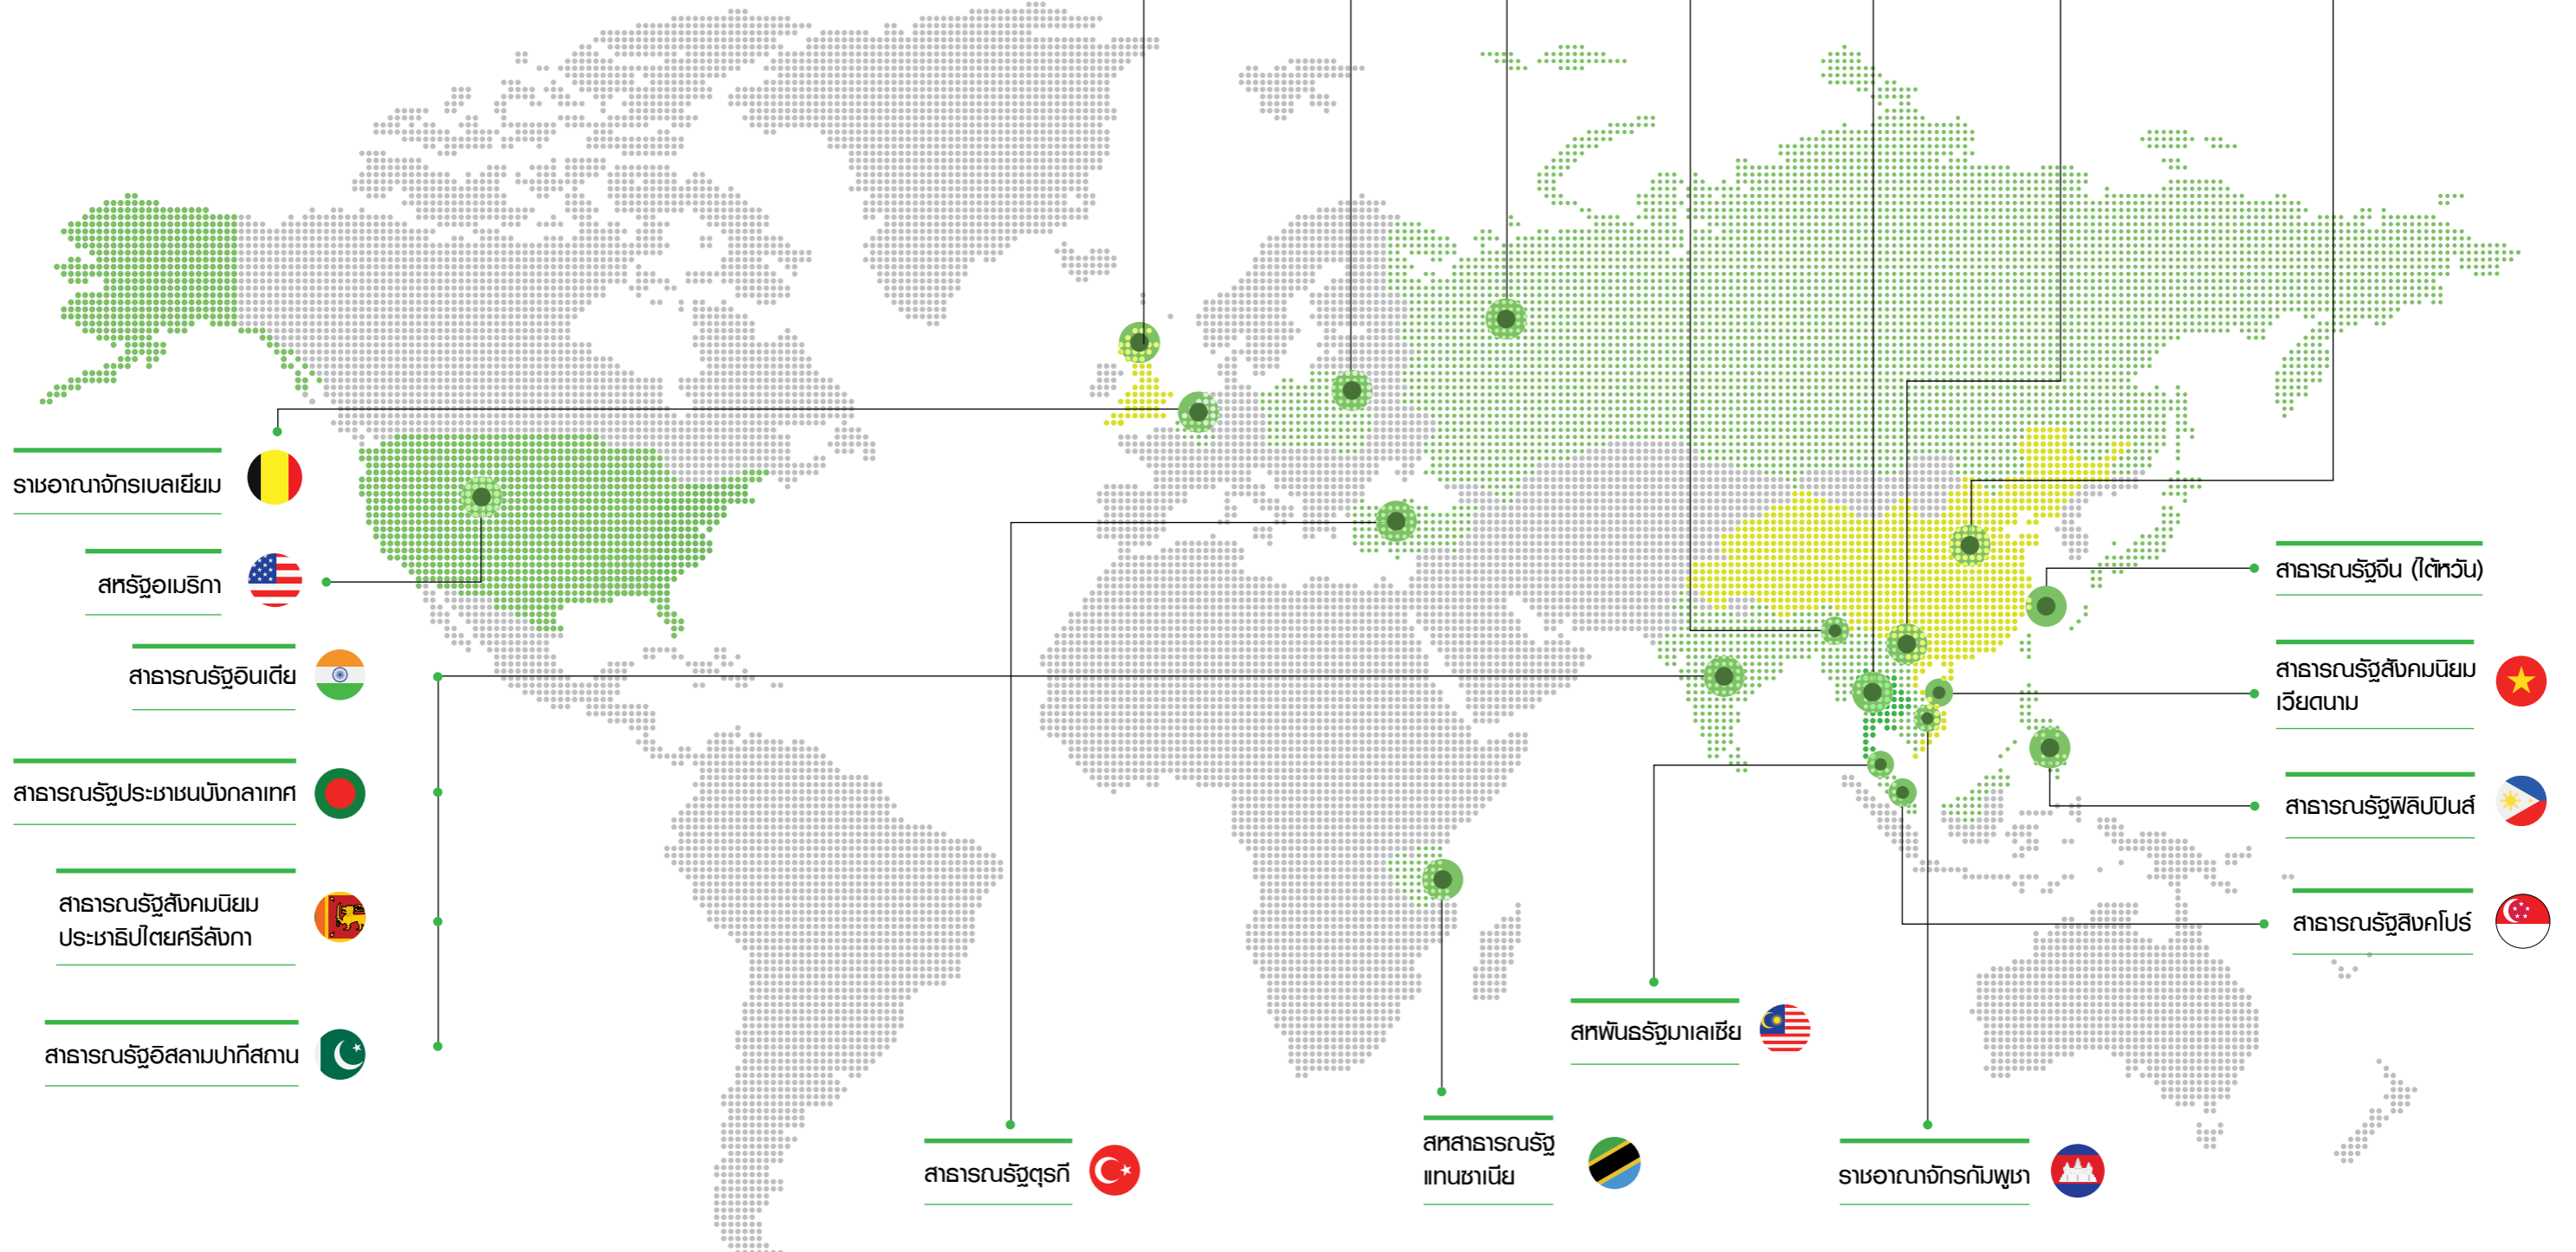 ราชอาณาจักรเบลเยียม
สหรัฐอเมริกา
สาธารณรัฐอินเดีย
สาธารณรัฐประชาชนบังกลาเทศ
สาธารณรัฐสังคมนิยม
ประชาธิปไตยศรีลังกา
สาธารณรัฐอิสลามปากีสถาน
สาธารณรัฐตุรกี
สหสาธารณรัฐ
แทนซาเนีย
สหพันธรัฐมาเลเซีย
ราชอาณาจักรกัมพูชา
สาธารณรัฐจีน (ไต้หวัน)
สาธารณรัฐสังคมนิยม
เวียดนาม
สาธารณรัฐฟิลิปปินส์
สาธารณรัฐสิงคโปร์